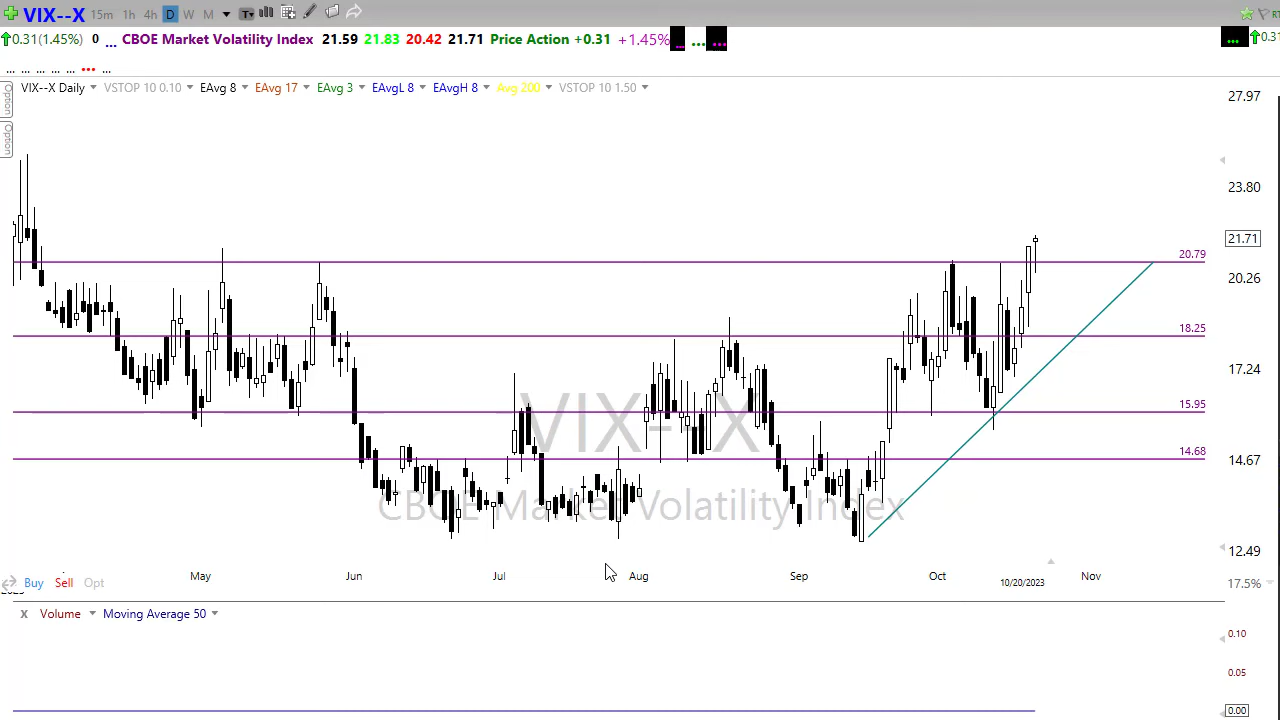 VIX--X 15m 1h 4h D W M T
0.31(1.45%) 0 ... CBOE Market Volatility Index 21.59 21.83 20.42 21.71 Price Action +0.31 +1.45% ... ... ... ... 0.31
... ... ... ... ... ... ...
VIX--X Daily VSTOP 10 0.10 EAvg 8 EAvg 17 EAvg 3 EAvgL 8 EAvgH 8 Avg 200 VSTOP 10 1.50
Option
Option
27.97
23.80
21.71
20.79
20.26
18.25
17.24
15.95
14.68
14.67
12.49
VIX--X
CBOE Market Volatility Index
May Jun Jul Aug Sep Oct 10/20/2023 Nov
Buy Sell Opt 17.5%
X Volume Moving Average 50
0.10
0.05
0.00